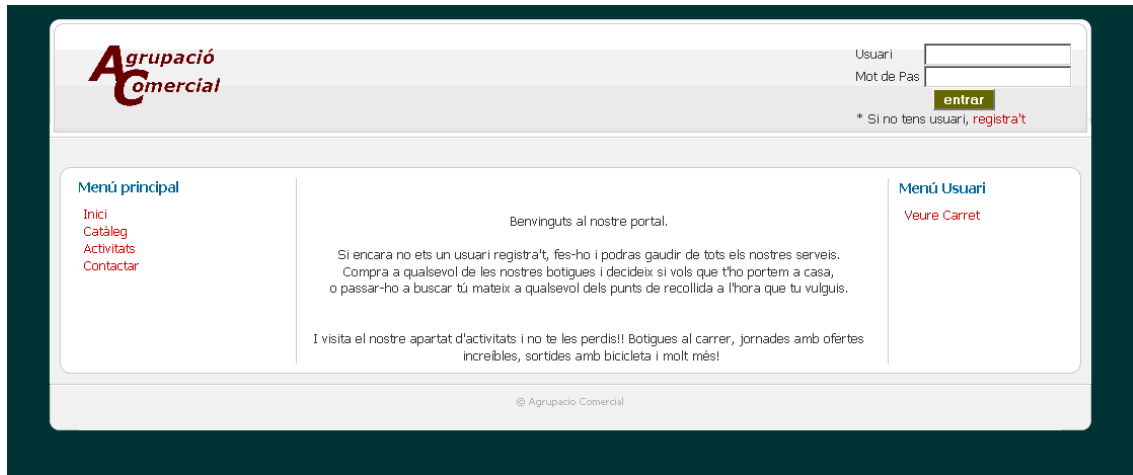 Agrupació
Comercial
Usuari
Mot de Pas
entrar
* Si no tens usuari, registra't
Menú principal
Inici
Catàleg
Activitats
Contactar
Benvinguts al nostre portal.
Si encara no ets un usuari registra't, fes-ho i podras gaudir de tots els nostres serveis.
Compra a qualsevol de les nostres botigues i decideix si vols que t'ho portem a casa,
o passar-ho a buscar tú mateix a qualsevol dels punts de recollida a l'hora que tu vulguis.
I visita el nostre apartat d'activitats i no te les perdis!! Botigues al carrer, jornades amb ofertes
increíbles, sortides amb bicicleta i molt més!
Menú Usuari
Veure Carret
© Agrupacio Comercial